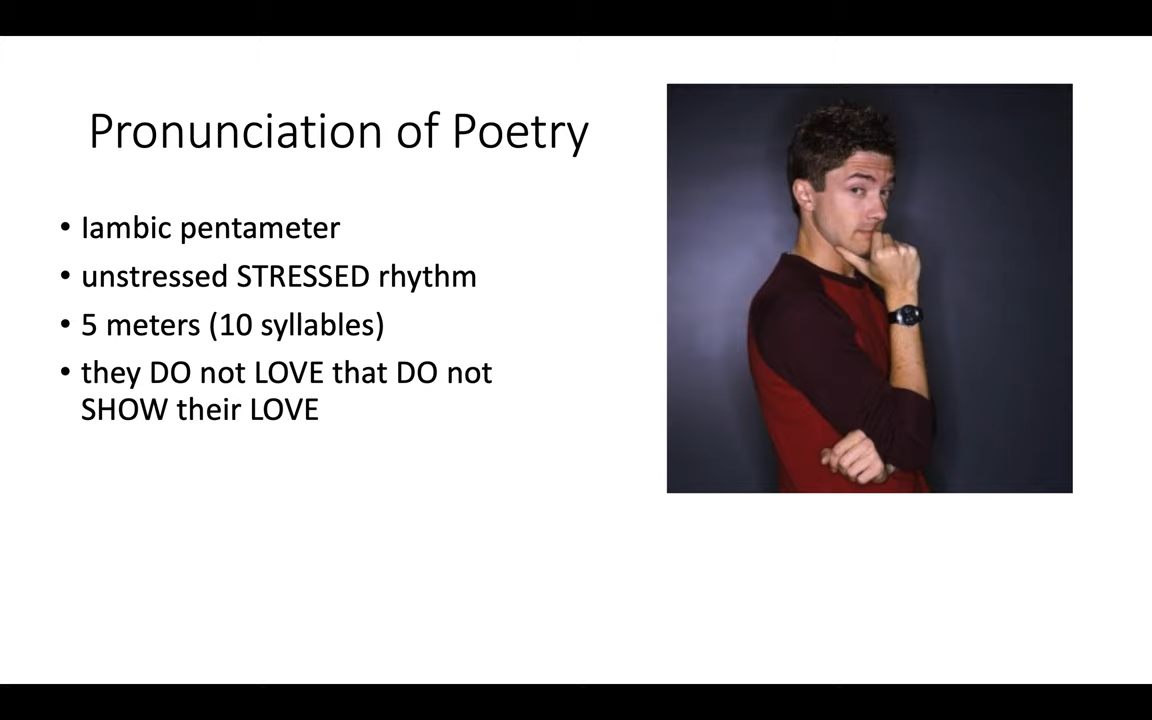 Pronunciation of Poetry
• Iambic pentameter
• unstressed STRESSED rhythm
• 5 meters (10 syllables)
• they DO not LOVE that DO not
SHOW their LOVE